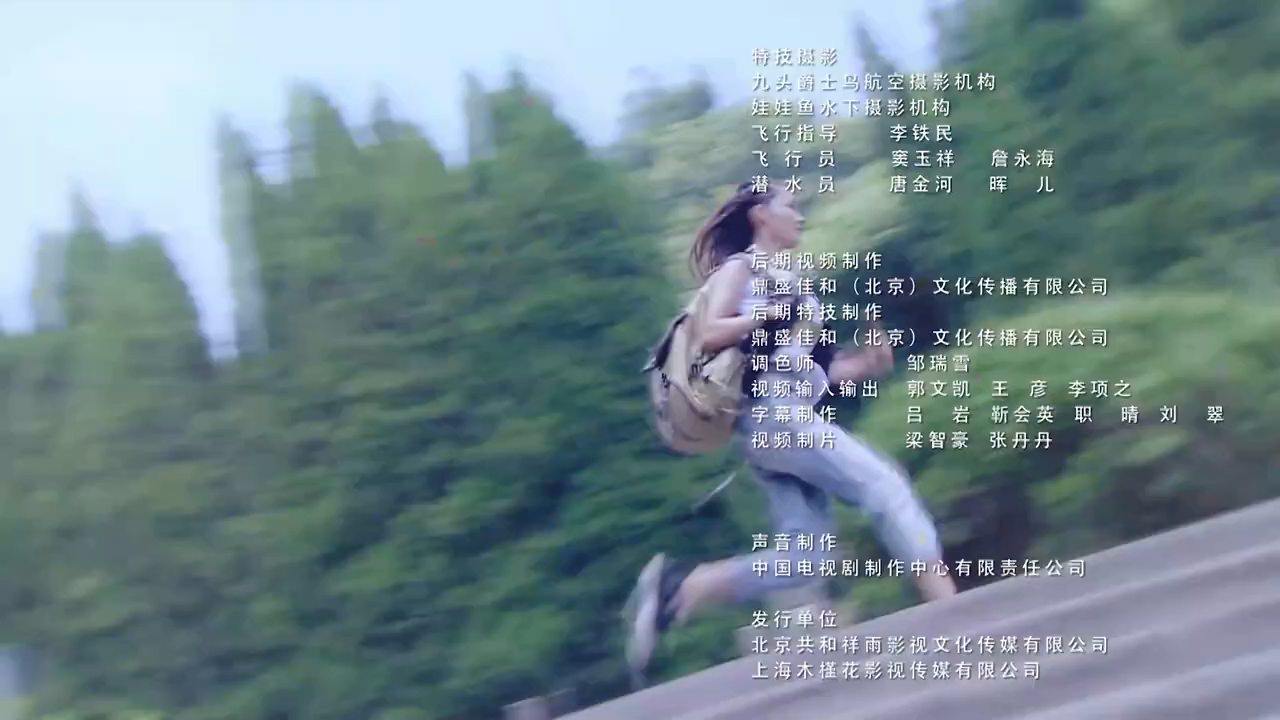 特技摄影
九头爵士鸟航空摄影机构
娃娃鱼水下摄影机构
飞行指导 李铁民
飞行员 窦玉祥 詹永海
潜水员 唐金河 晖儿
后期视频制作
鼎盛佳和（北京）文化传播有限公司
后期特技制作
鼎盛佳和（北京）文化传播有限公司
调色师 邹瑞雪
视频输入输出 郭文凯 王彦 李项之
字幕制作 吕岩 靳会英 职晴 刘翠
视频制片 梁智豪 张丹丹
声音制作
中国电视剧制作中心有限责任公司
发行单位
北京共和祥雨影视文化传媒有限公司
上海木槿花影视传媒有限公司